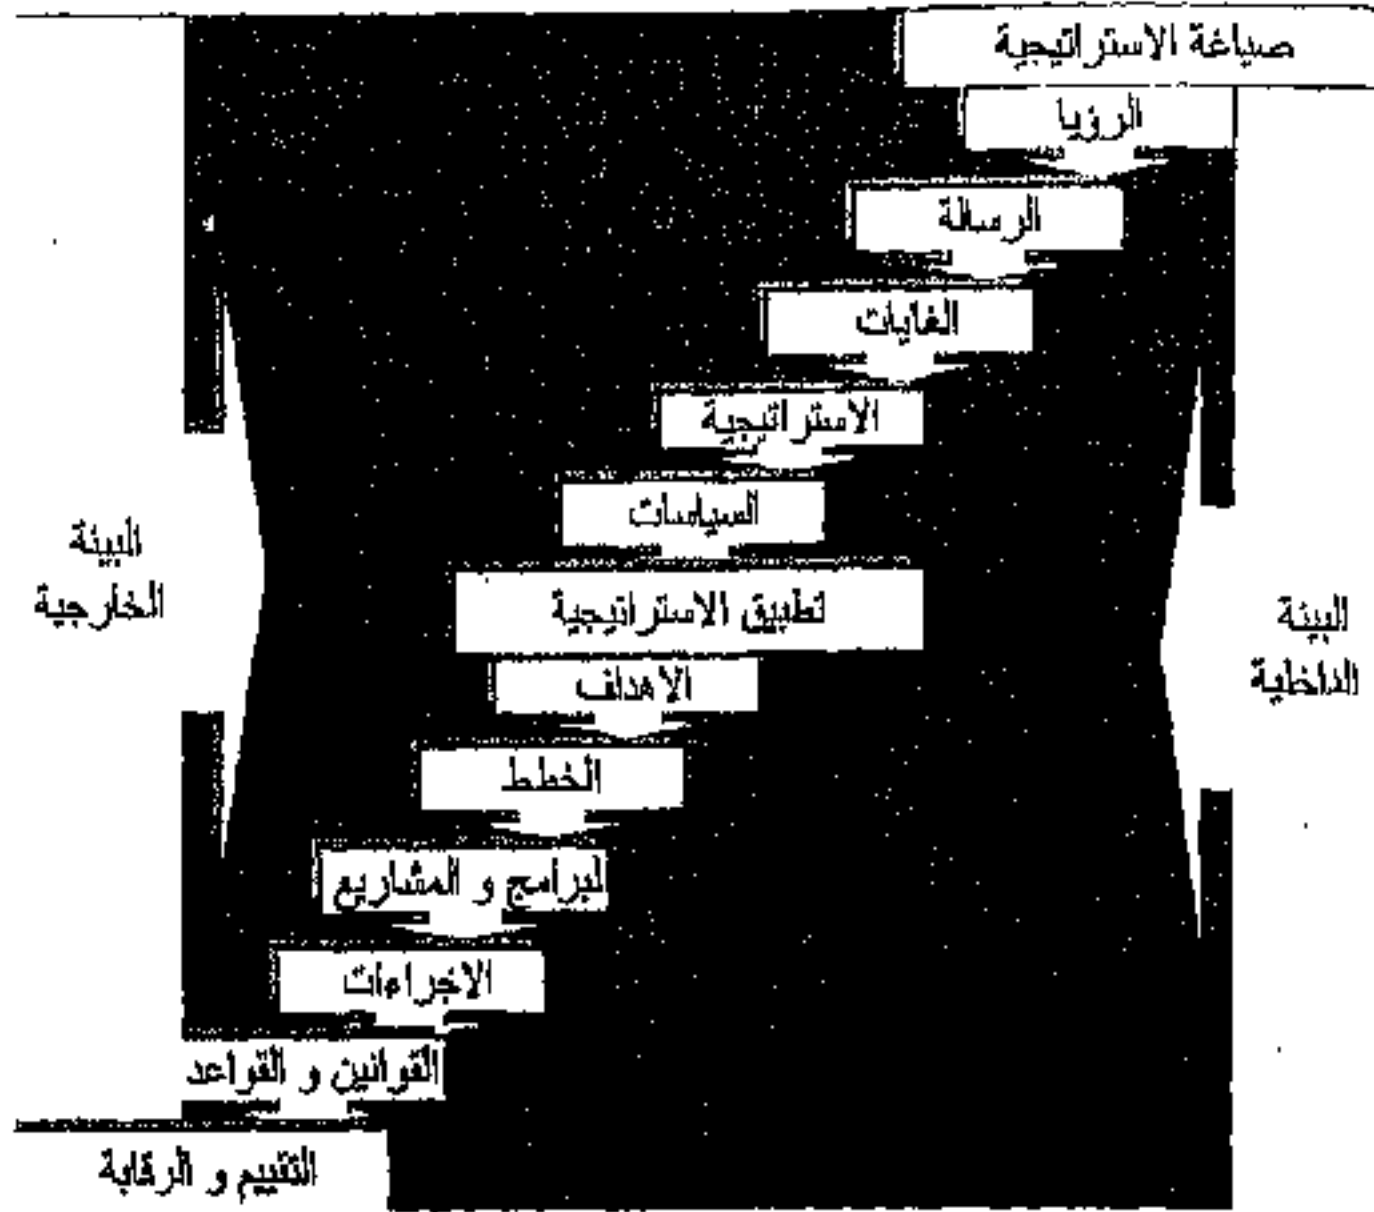 صياغة الاستراتيجية
الرؤيا
الرسالة
الغايات
الاستراتيجية
السياسات
تطبيق الاستراتيجية
الاهداف
الخطط
لبرامج و المشاريع
الاجراءات
القوانين و القواعد
التقييم و الرقابة
البيئة
الداخلية
البيئة
الخارجية